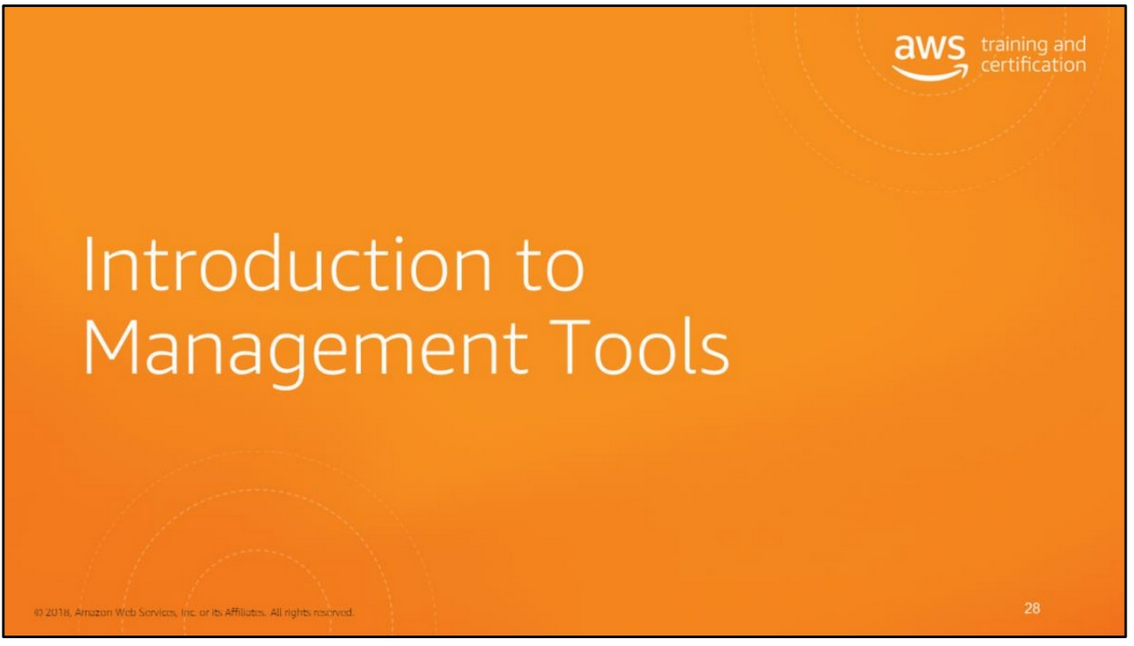 aws training and
certification
Introduction to
Management Tools
© 2018, Amazon Web Services, Inc. or its Affiliates. All rights reserved.
28